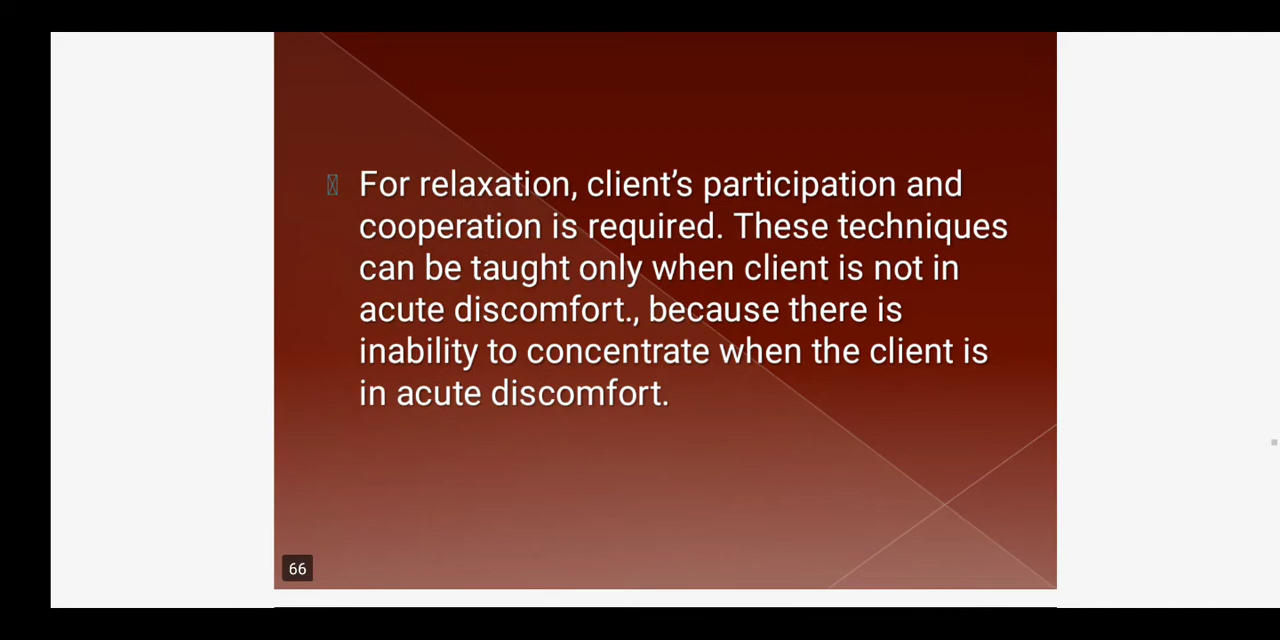 For relaxation, client’s participation and
cooperation is required. These techniques
can be taught only when client is not in
acute discomfort., because there is
inability to concentrate when the client is
in acute discomfort.
66